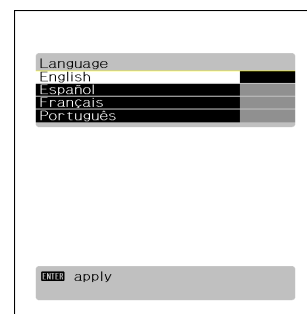 Language
English
Español
Français
Português
ENTER apply